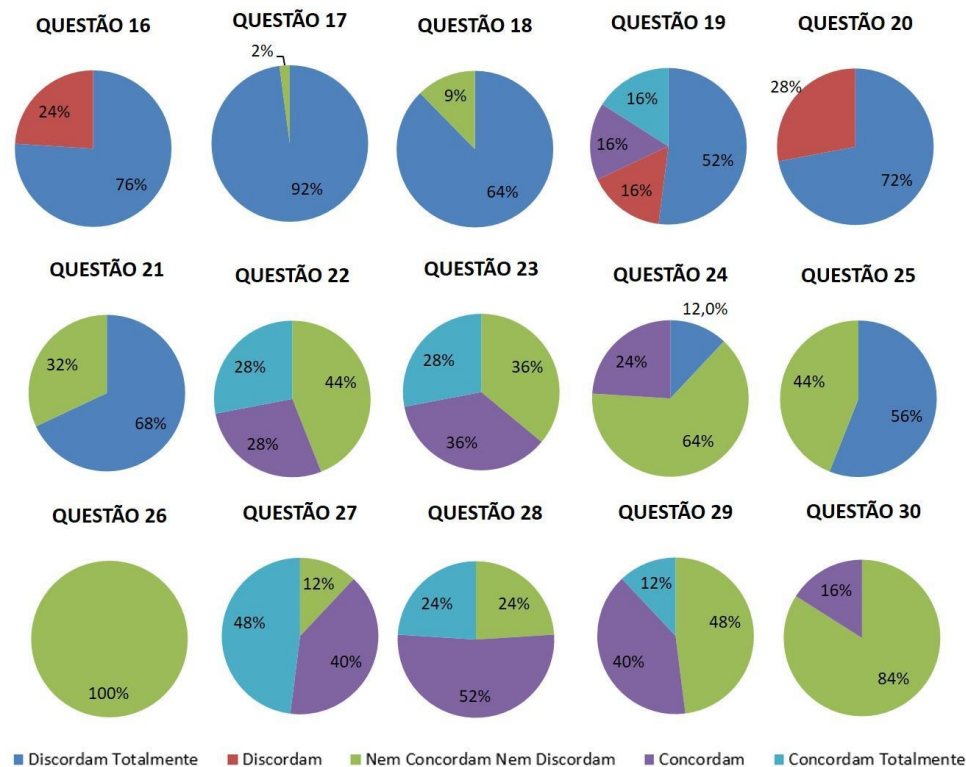 QUESTÃO 16
QUESTÃO 17
QUESTÃO 18
QUESTÃO 19
QUESTÃO 20
24%
76%
2%
92%
9%
64%
16%
16%
16%
52%
28%
72%
QUESTÃO 21
QUESTÃO 22
QUESTÃO 23
QUESTÃO 24
QUESTÃO 25
32%
68%
28%
44%
28%
28%
36%
36%
12,0%
24%
64%
44%
56%
QUESTÃO 26
QUESTÃO 27
QUESTÃO 28
QUESTÃO 29
QUESTÃO 30
100%
12%
48%
40%
24%
24%
52%
12%
48%
40%
16%
84%
Discordam Totalmente
Discordam
Nem Concordam Nem Discordam
Concordam
Concordam Totalmente